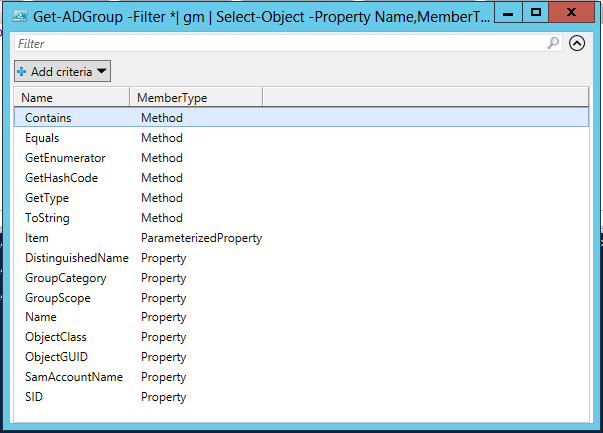 Get-ADGroup -Filter *| gm | Select-Object -Property Name,MemberT...
Filter
Add criteria
Name MemberType
Contains Method
Equals Method
GetEnumerator Method
GetHashCode Method
GetType Method
ToString Method
Item ParameterizedProperty
DistinguishedName Property
GroupCategory Property
GroupScope Property
Name Property
ObjectClass Property
ObjectGUID Property
SamAccountName Property
SID Property